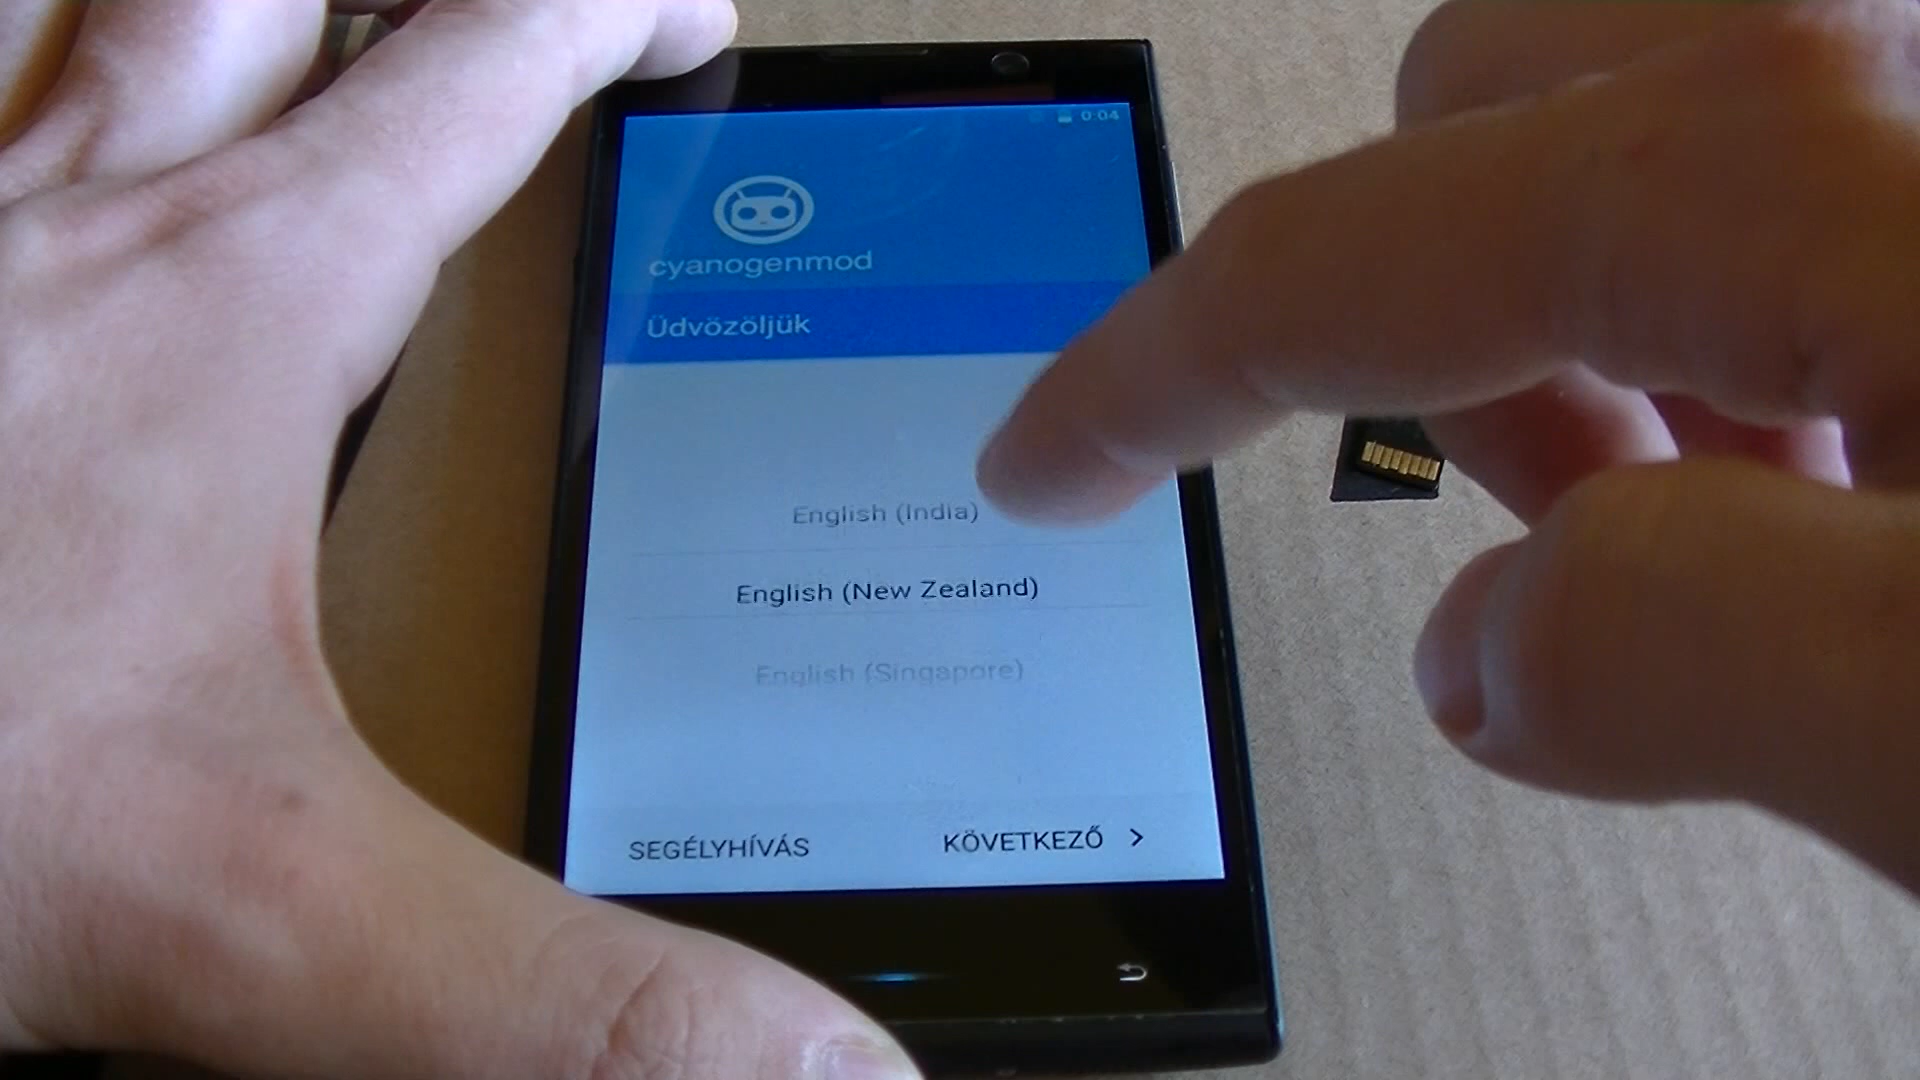 0:04
cyanogenmod
Üdvözöljük
English (India)
English (New Zealand)
English (Singapore)
SEGÉLYHÍVÁS
KÖVETKEZŐ >